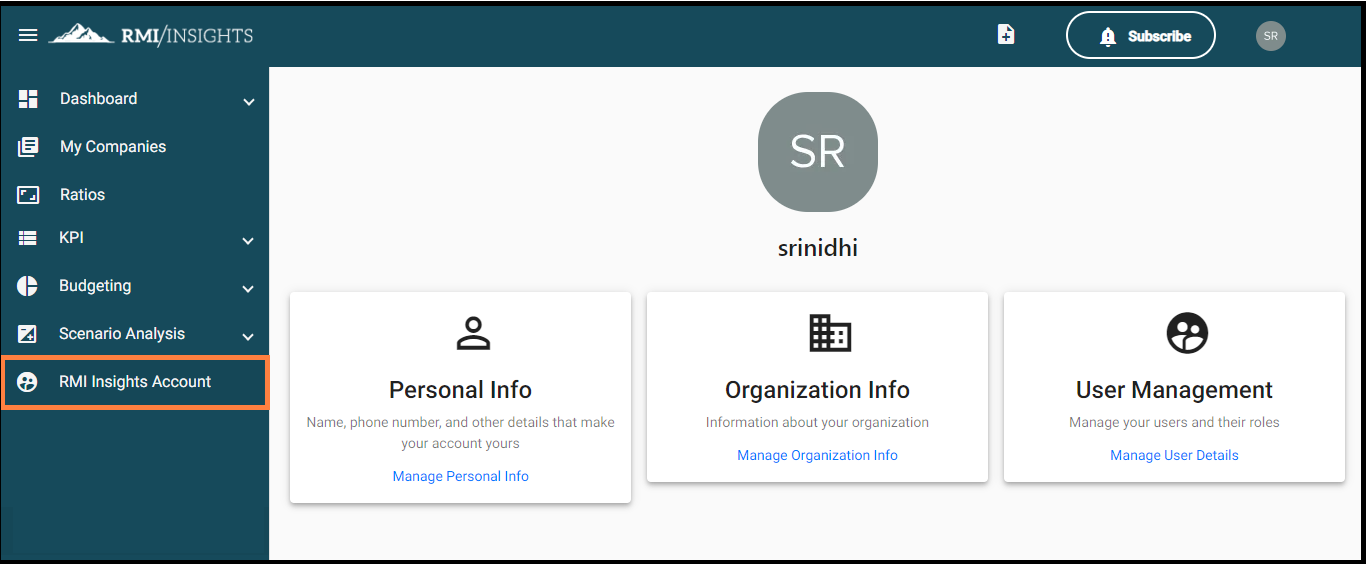 RMI/INSIGHTS
Subscribe
SR
Dashboard
My Companies
Ratios
KPI
Budgeting
Scenario Analysis
RMI Insights Account
SR
srinidhi
Personal Info
Name, phone number, and other details that make
your account yours
Manage Personal Info
Organization Info
Information about your organization
Manage Organization Info
User Management
Manage your users and their roles
Manage User Details